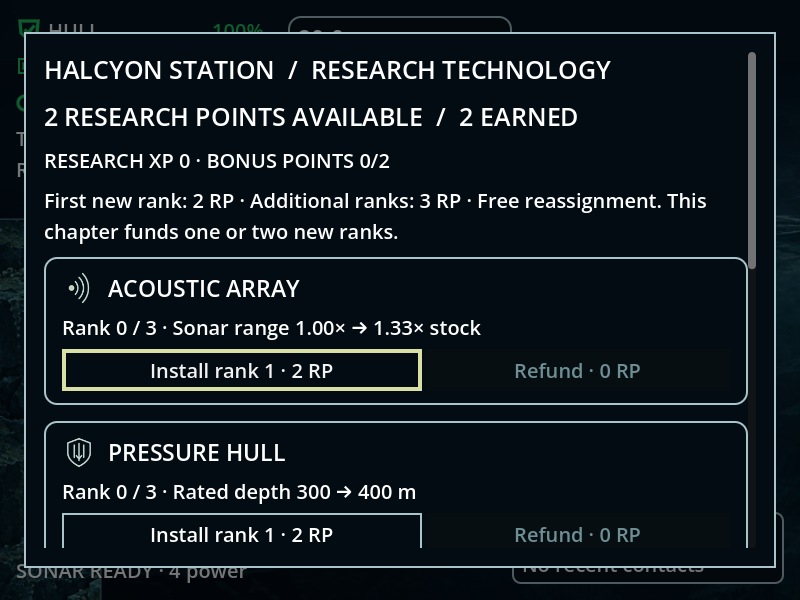 HULL 100%
HALCYON STATION / RESEARCH TECHNOLOGY
2 RESEARCH POINTS AVAILABLE / 2 EARNED
RESEARCH XP 0 · BONUS POINTS 0/2
First new rank: 2 RP · Additional ranks: 3 RP · Free reassignment. This
chapter funds one or two new ranks.
ACOUSTIC ARRAY
Rank 0 / 3 · Sonar range 1.00× → 1.33× stock
Install rank 1 · 2 RP Refund · 0 RP
PRESSURE HULL
Rank 0 / 3 · Rated depth 300 → 400 m
Install rank 1 · 2 RP Refund · 0 RP
SONAR READY · 4 power No recent contacts